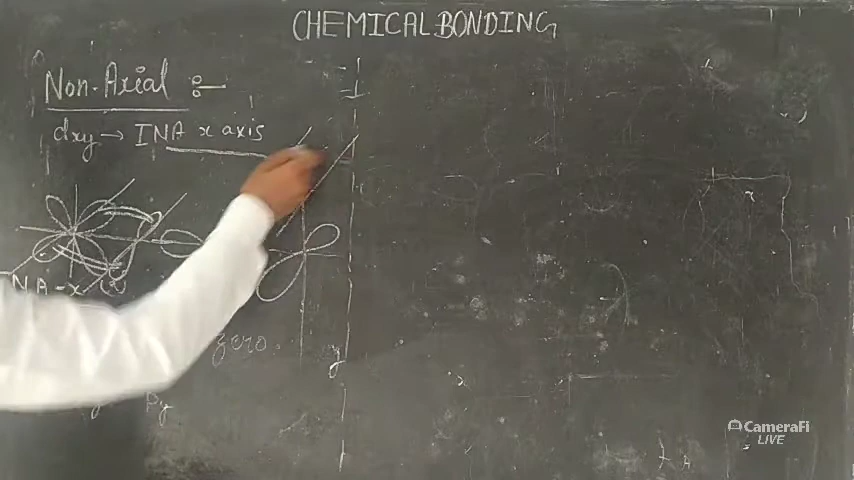 CHEMICAL BONDING
Non-Axial :-
dxy → INA x axis
NA-x
zero
y
Py
x
CameraFi
LIVE